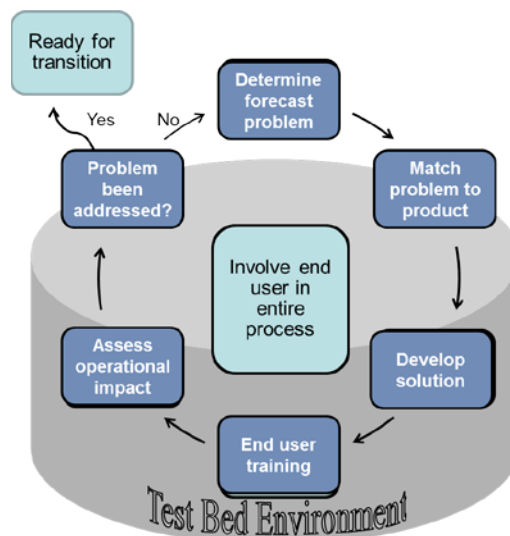 Ready for
transition
Yes
No
Determine
forecast
problem
Problem
been
addressed?
Match
problem to
product
Involve end
user in
entire
process
Assess
operational
impact
Develop
solution
End user
training
Test Bed Environment